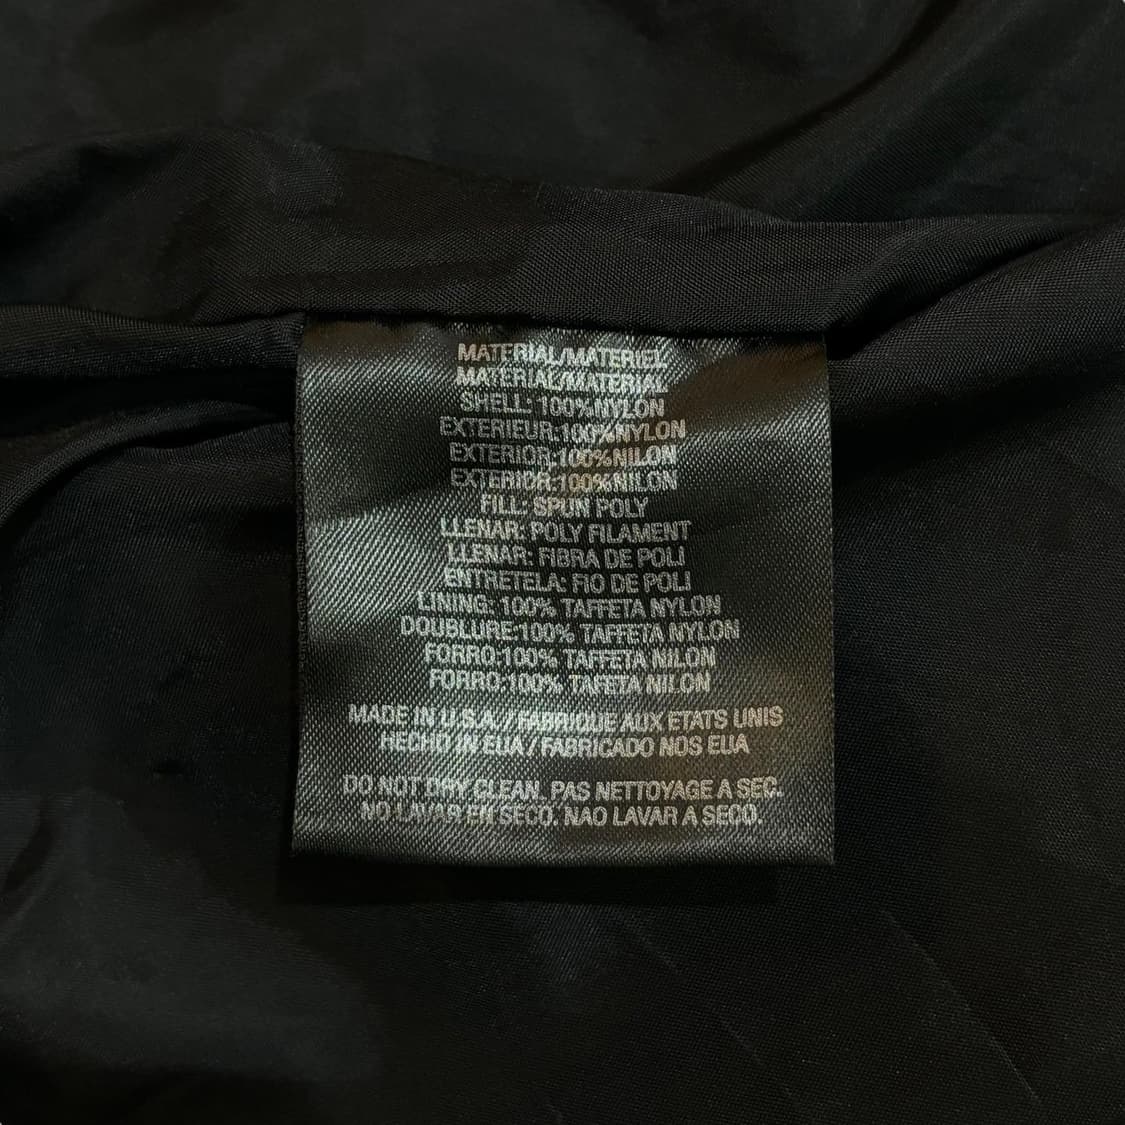 MATERIAL/MATERIEL
MATERIAL/MATERIAL
SHELL: 100%NYLON
EXTERIEUR:100%NYLON
EXTERIOR:100%NILON
EXTERIOR:100%NILON
FILL: SPUN POLY
LLENAR: POLY FILAMENT
LLENAR: FIBRA DE POLI
ENTRETELA: FIO DE POLI
LINING: 100% TAFFETA NYLON
DOUBLURE:100% TAFFETA NYLON
FORRO:100% TAFFETA NILON
FORRO:100% TAFETA NILON
MADE IN U.S.A./FABRIQUE AUX ETATS UNIS
HECHO IN EUA/FABRICADO NOS EUA
DO NOT DRY CLEAN. PAS NETTOYAGE A SEC.
NO LAVAR EN SECO. NAO LAVAR A SECO.